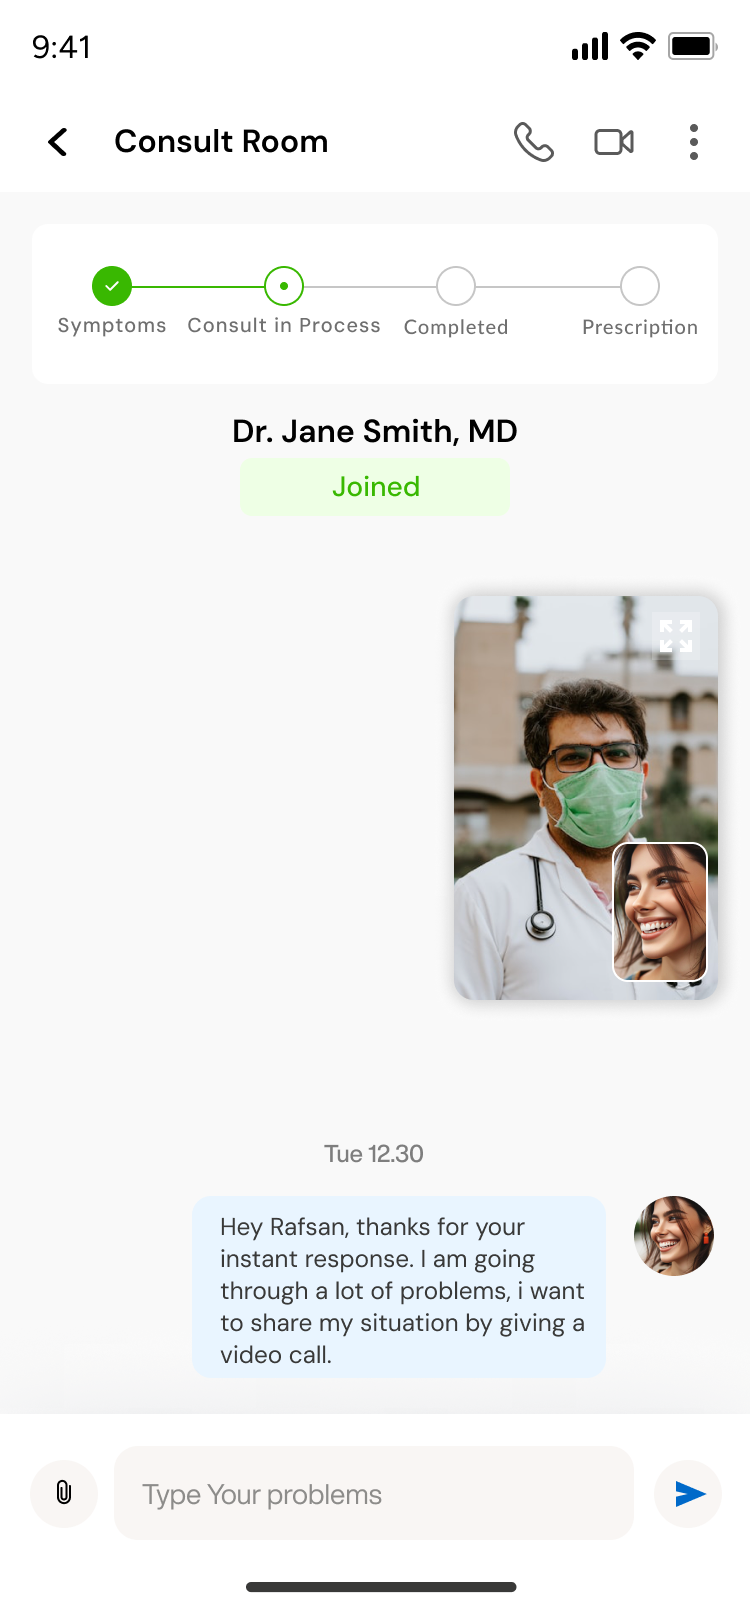 9:41
Consult Room
Symptoms Consult in Process Completed Prescription
Dr. Jane Smith, MD
Joined
Tue 12.30
Hey Rafsan, thanks for your
instant response. I am going
through a lot of problems, i want
to share my situation by giving a
video call.
Type Your problems